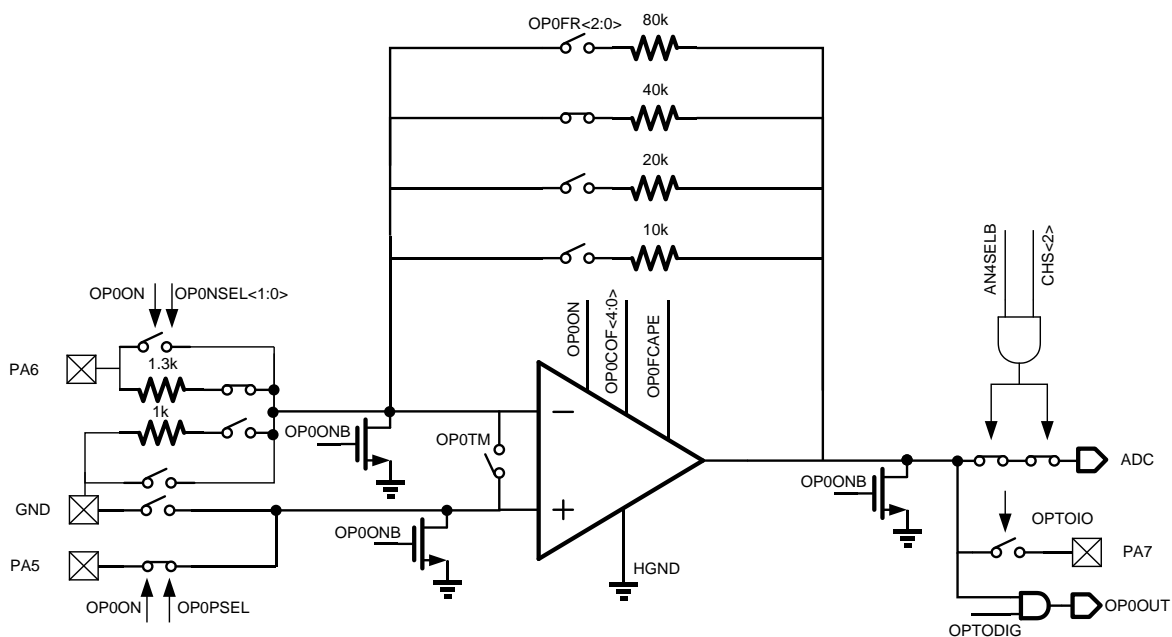 OP0FR<2:0>
80k
40k
20k
10k
AN4SELB
CHS<2>
OP0ON
OP0NSEL<1:0>
OP0ON
OP0COF<4:0>
OP0FCAPE
PA6
1.3k
1k
OP0ONB
OP0TM
ADC
OP0ONB
GND
OP0ONB
OPTOIO
PA5
HGND
PA7
OP0ON
OP0PSEL
OP0OUT
OPTODIG